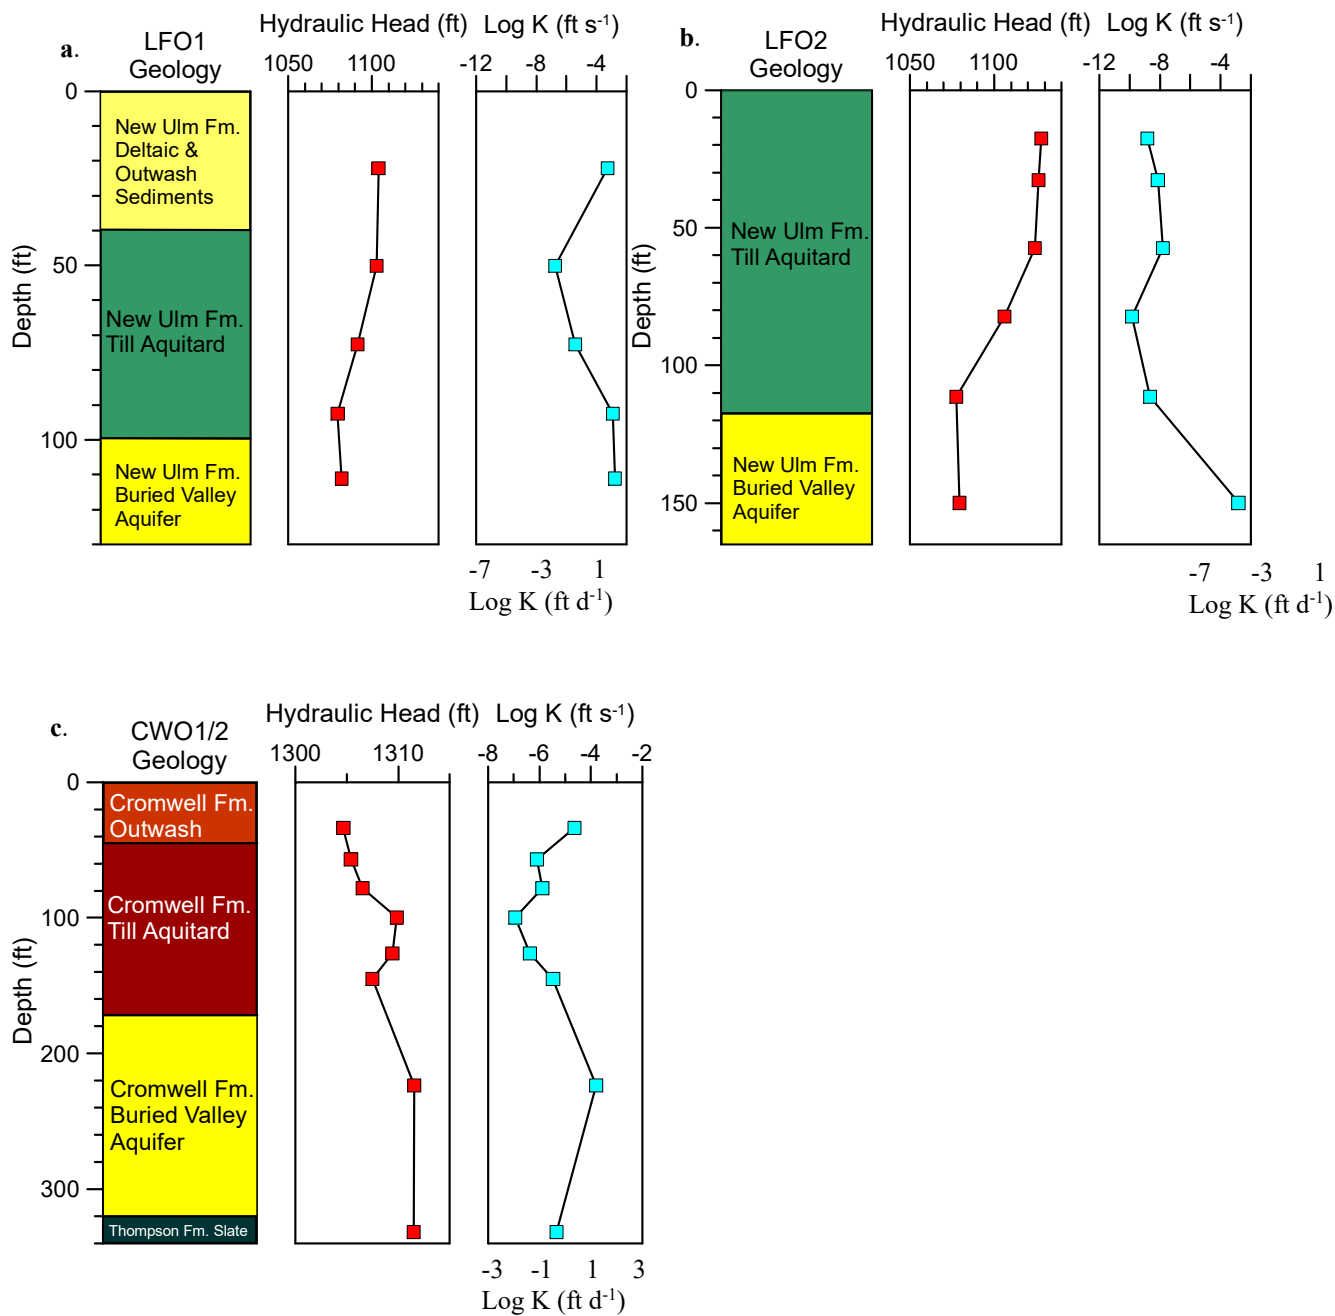 a.
LFO1
Geology
Hydraulic Head (ft)
Log K (ft s⁻¹)
1050 1100
-12 -8 -4
Depth (ft)
0
50
100
New Ulm Fm.
Deltaic &
Outwash
Sediments
New Ulm Fm.
Till Aquitard
New Ulm Fm.
Buried Valley
Aquifer
-7 -3 1
Log K (ft d⁻¹)
b.
LFO2
Geology
Hydraulic Head (ft)
Log K (ft s⁻¹)
1050 1100
-12 -8 -4
Depth (ft)
0
50
100
150
New Ulm Fm.
Till Aquitard
New Ulm Fm.
Buried Valley
Aquifer
-7 -3 1
Log K (ft d⁻¹)
c.
CWO1/2
Geology
Hydraulic Head (ft)
Log K (ft s⁻¹)
1300 1310
-8 -6 -4 -2
Depth (ft)
0
100
200
300
Cromwell Fm.
Outwash
Cromwell Fm.
Till Aquitard
Cromwell Fm.
Buried Valley
Aquifer
Thompson Fm. Slate
-3 -1 1 3
Log K (ft d⁻¹)